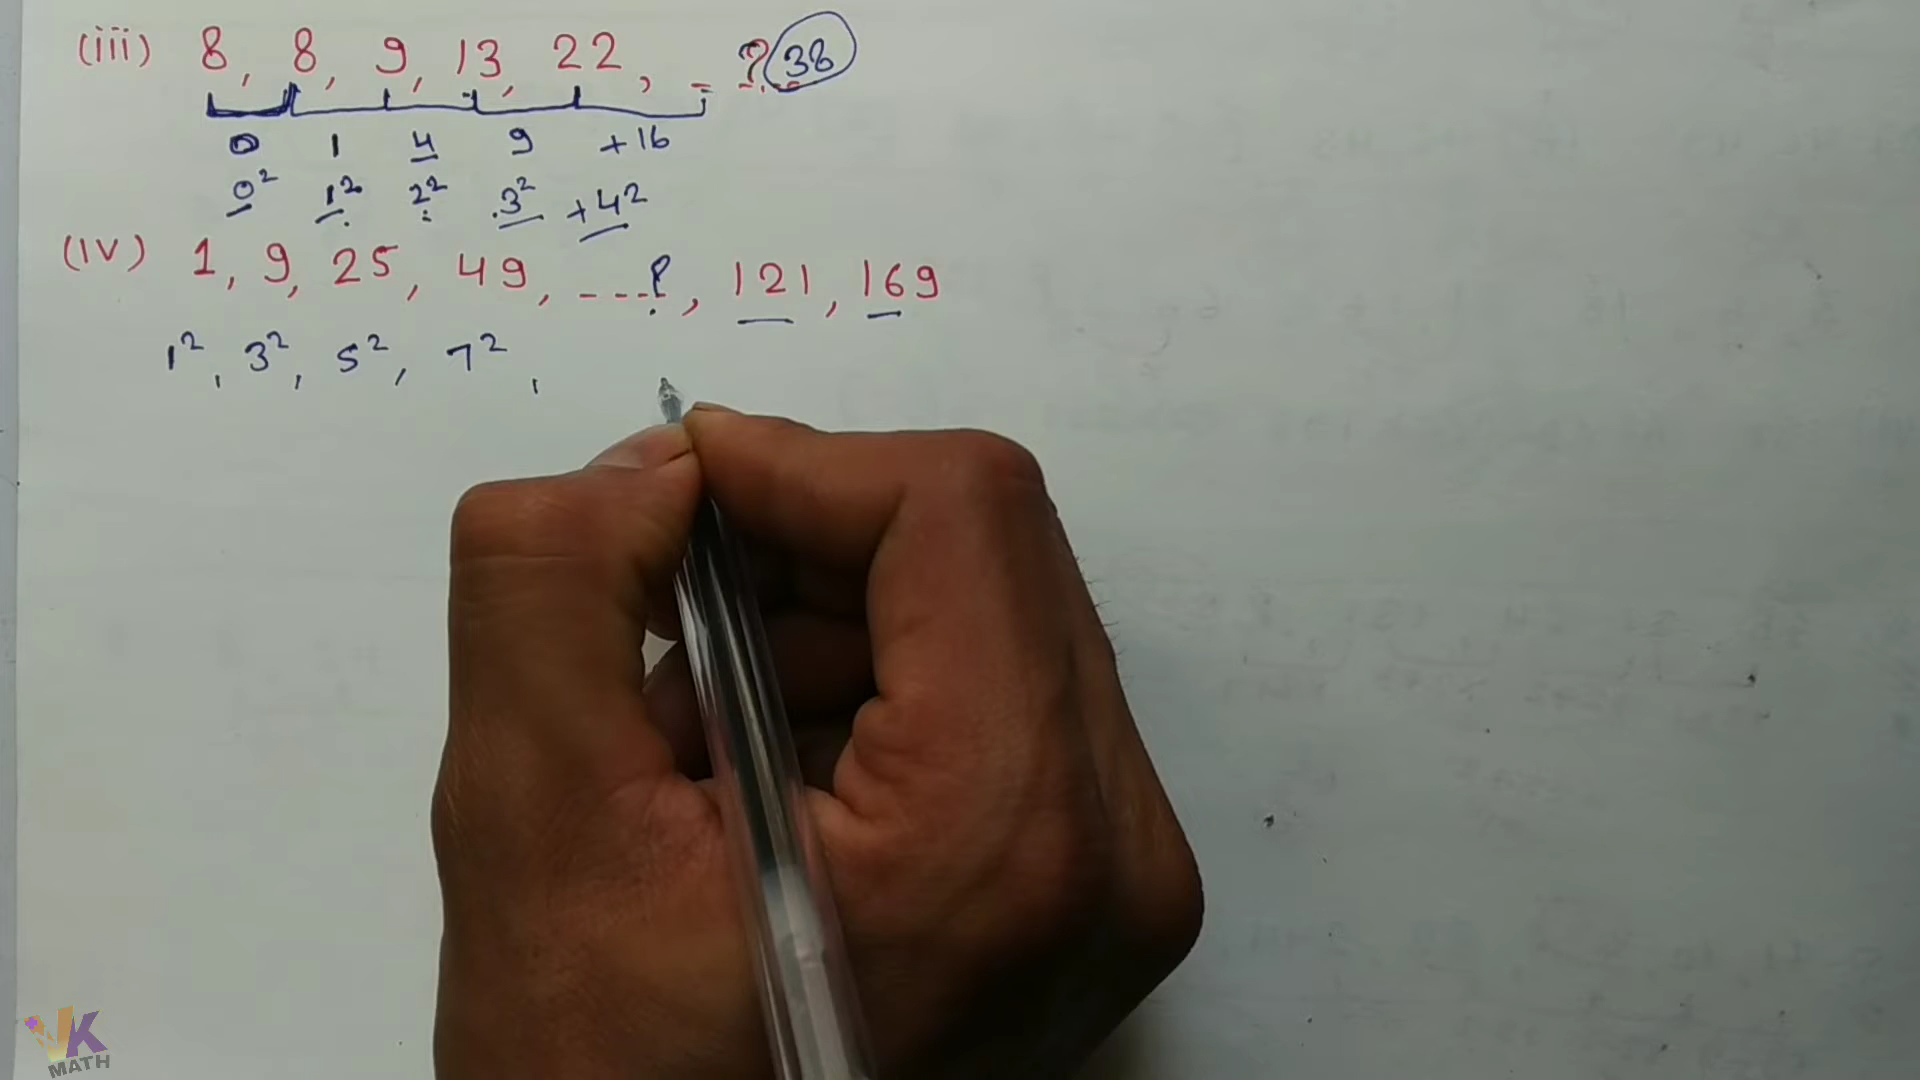 (iii) 8, 8, 9, 13, 22, - ?---- 38
0 1 4 9 +16
0² 1² 2² .3² +4²
(iv) 1, 9, 25, 49, ----?, 121, 169
1², 3², 5², 7²,
VK
MATH